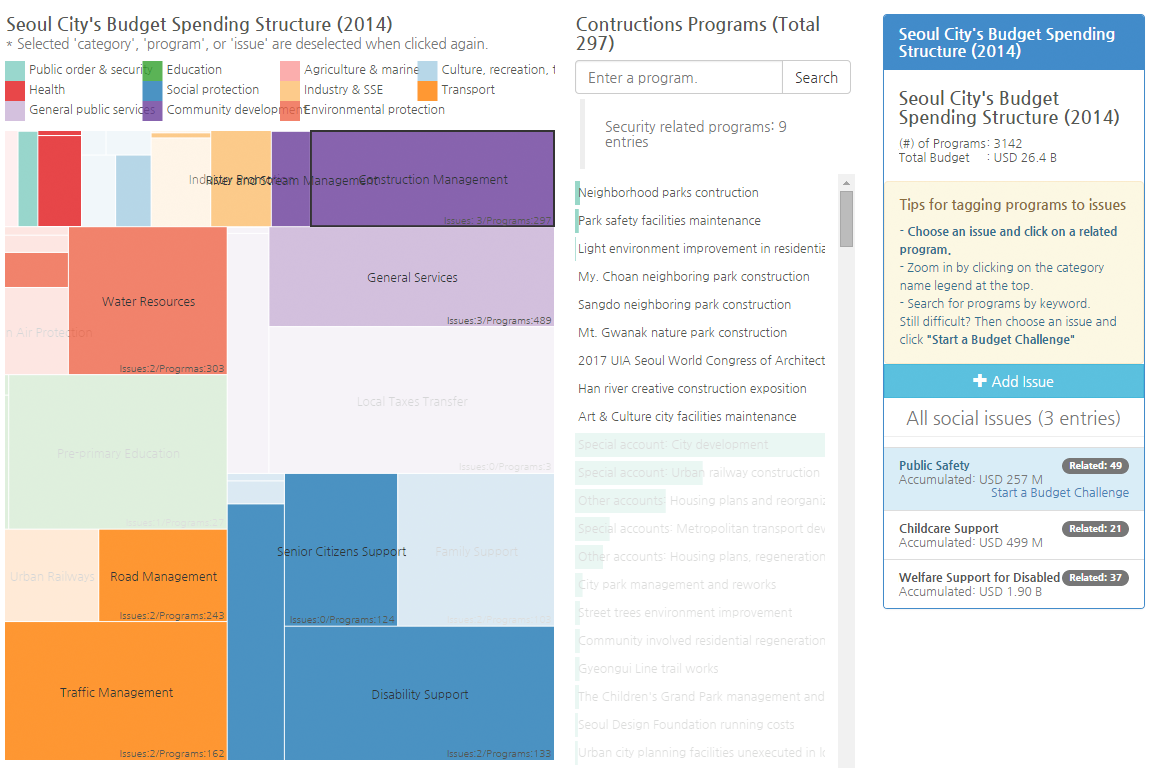 Seoul City's Budget Spending Structure (2014)
* Selected 'category', 'program', or 'issue' are deselected when clicked again.
Public order & security
Education
Agriculture & marine
Culture, recreation, t
Health
Social protection
Industry & SSE
Transport
General public services
Community development
Environmental protection
River and Stream Management
Construction Management
Issues: 3/Programs:297
General Services
Issues:3/Programs:489
Water Resources
Issues:2/Progrmas:303
n Air Protection
Local Taxes Transfer
Issues:0/Programs:3
Pre-primary Education
Senior Citizens Support
Issues:0/Programs:124
Family Support
Urban Railways
Road Management
Issues:2/Programs:243
Traffic Management
Issues:2/Programs:162
Disability Support
Issues:2/Programs:133
Contructions Programs (Total
297)
Enter a program.
Search
Security related programs: 9
entries
Neighborhood parks contruction
Park safety facilities maintenance
Light environment improvement in residentia
My. Choan neighboring park construction
Sangdo neighboring park construction
Mt. Gwanak nature park construction
2017 UIA Seoul World Congress of Architect
Han river creative construction exposition
Art & Culture city facilities maintenance
Special account: City development
Special account: Urban railway construction
Other accounts: Housing plans and reorganiz
Special accounts: Metropolitan transport dev
Other accounts: Housing plans, regeneration
City park management and reworks
Street trees environment improvement
Community involved residential regeneration
Gyeongui Line trail works
The Children's Grand Park management and
Seoul Design Foundation running costs
Urban city planning facilities unexecuted in lo
Seoul City's Budget Spending
Structure (2014)
Seoul City's Budget
Spending Structure (2014)
(#) of Programs: 3142
Total Budget : USD 26.4 B
Tips for tagging programs to issues
- Choose an issue and click on a related
program.
- Zoom in by clicking on the category
name legend at the top.
- Search for programs by keyword.
Still difficult? Then choose an issue and
click "Start a Budget Challenge"
Add Issue
All social issues (3 entries)
Public Safety
Related: 49
Accumulated: USD 257 M
Start a Budget Challenge
Childcare Support
Related: 21
Accumulated: USD 499 M
Welfare Support for Disabled
Related: 37
Accumulated: USD 1.90 B